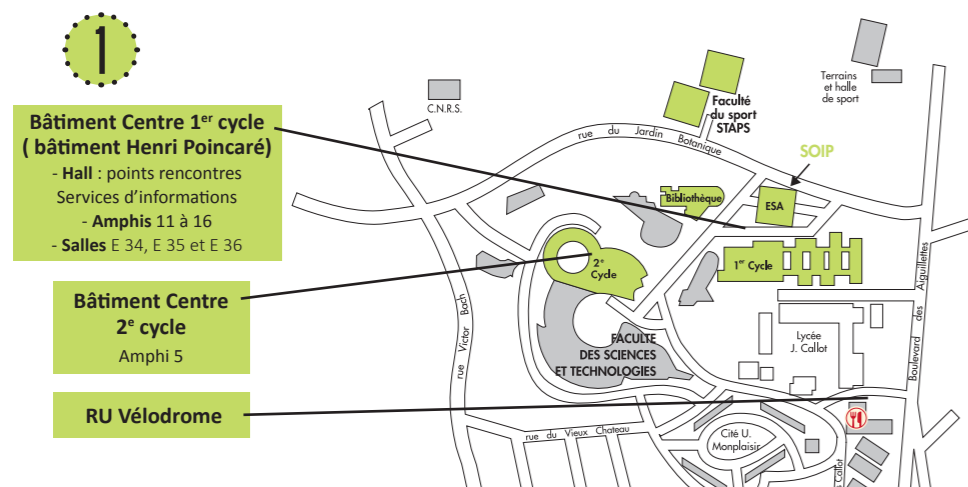 1
Bâtiment Centre 1er cycle
( bâtiment Henri Poincaré)
- Hall : points rencontres
Services d'informations
- Amphis 11 à 16
- Salles E 34, E 35 et E 36
Bâtiment Centre
2e cycle
Amphi 5
RU Vélodrome
C.N.R.S.
Terrains
et halle
de sport
Faculté
du sport
STAPS
rue du Jardin Botanique
SOIP
Bibliothèque
ESA
2e
Cycle
1er Cycle
Boulevard des Aiguillettes
rue Victor Bach
Lycée
J. Callot
FACULTE
DES SCIENCES
ET TECHNOLOGIES
rue du Vieux Chateau
Cité U.
Monplaisir
Callot